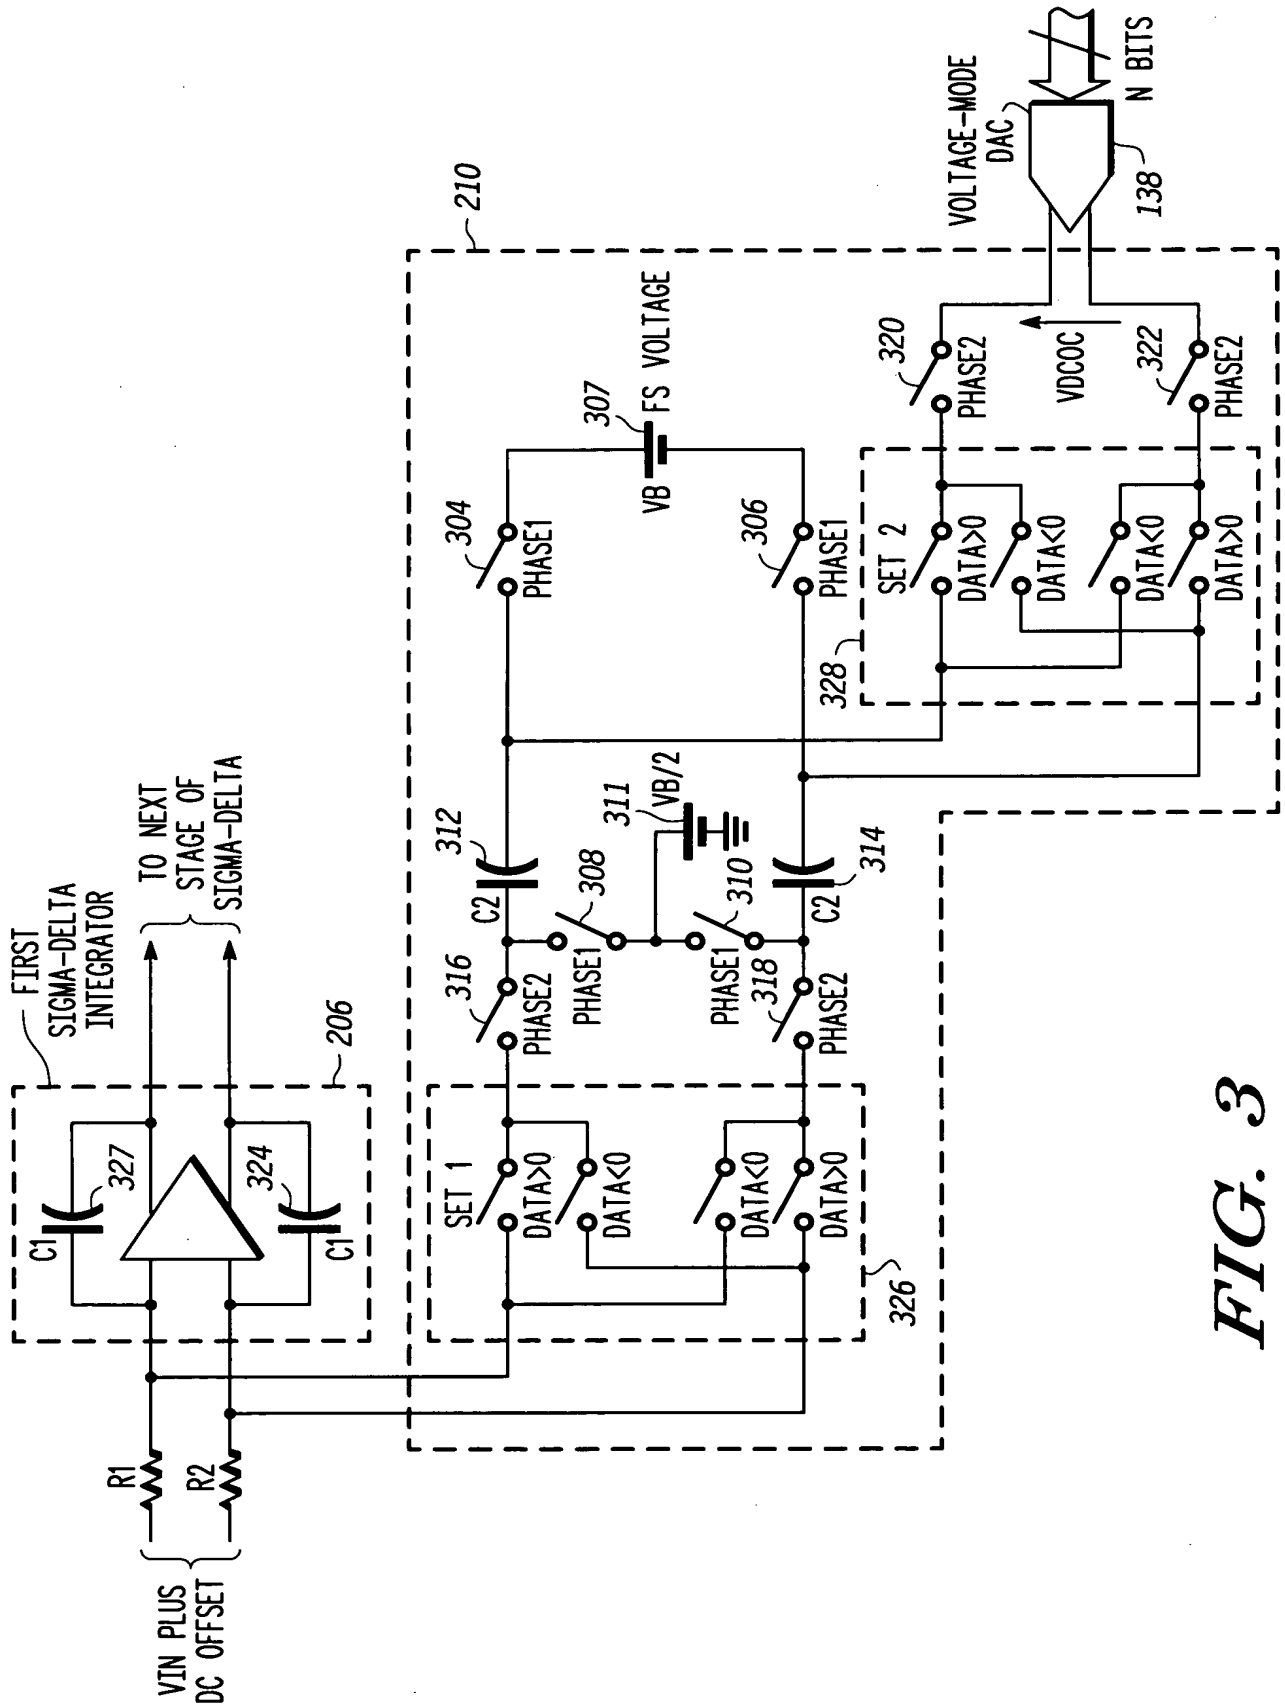 FIRST
SIGMA-DELTA
INTEGRATOR
TO NEXT
STAGE OF
SIGMA-DELTA
206
C1
327
324
C1
R1
R2
VIN PLUS
DC OFFSET
210
SET 1
DATA>0
DATA<0
DATA<0
DATA>0
326
316
PHASE2
318
PHASE2
312
C2
308
PHASE1
310
PHASE1
311
VB/2
C2
314
304
PHASE1
306
PHASE1
307
VB
FS VOLTAGE
328
SET 2
DATA>0
DATA<0
DATA<0
DATA>0
320
PHASE2
322
PHASE2
VDCOC
VOLTAGE-MODE
DAC
138
N BITS
FIG. 3